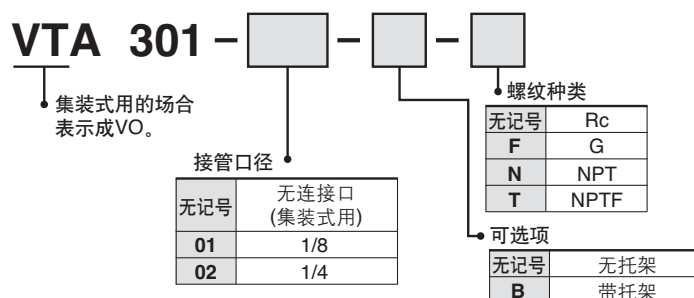 VTA 301 – – –
集装式用的场合
表示成VO。
接管口径
无记号 无连接口
(集装式用)
01 1/8
02 1/4
螺纹种类
无记号 Rc
F G
N NPT
T NPTF
可选项
无记号 无托架
B 带托架